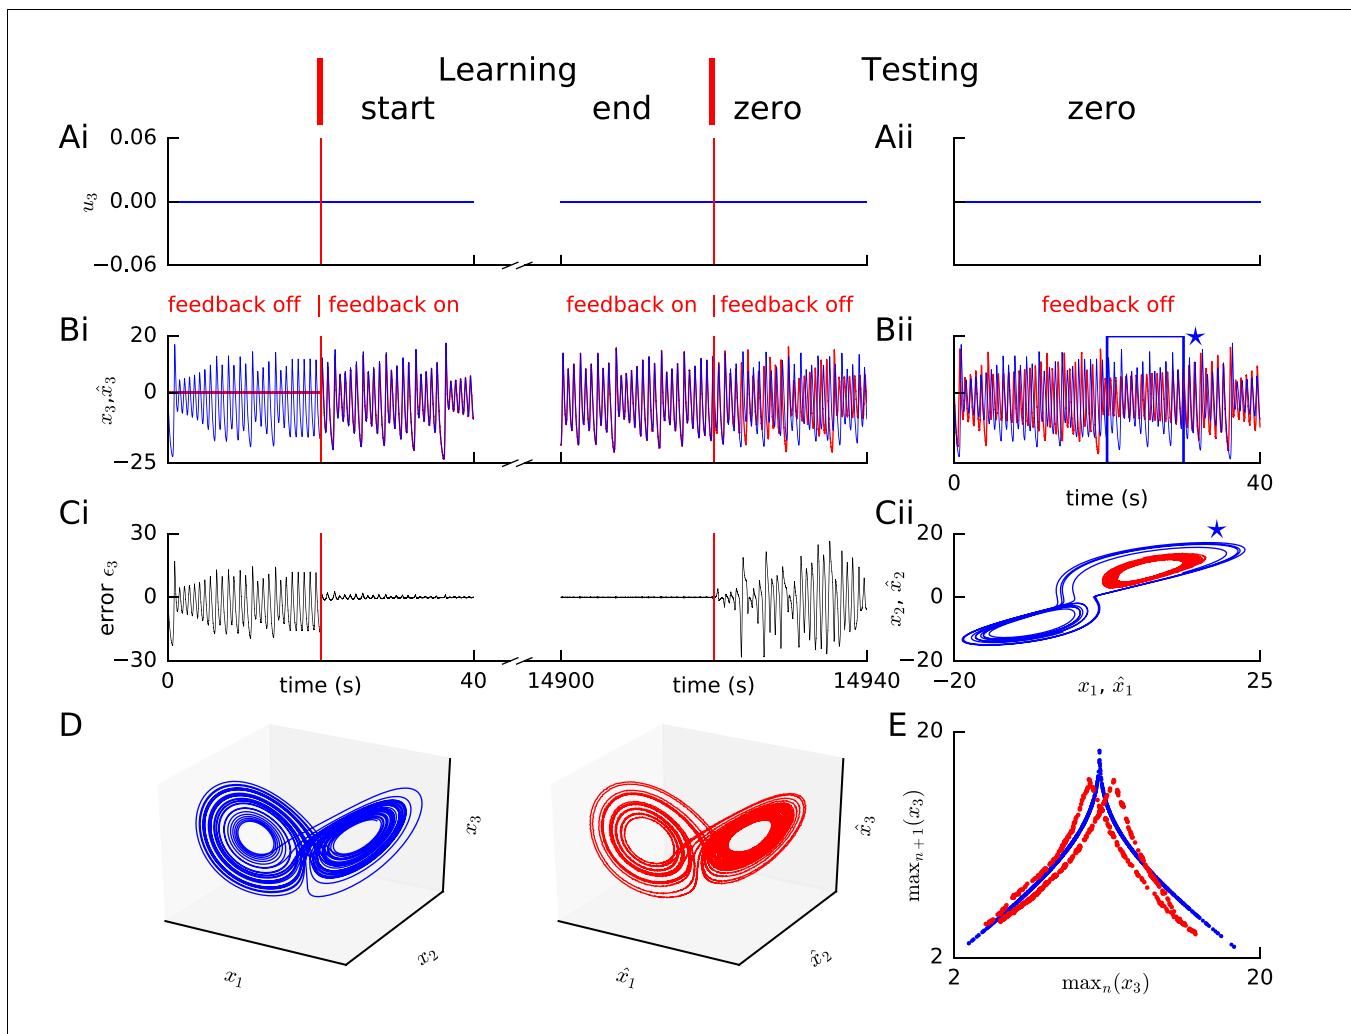 Learning Testing
start end zero zero
Ai Aii
0.06
0.00
−0.06
u₃
feedback off feedback on feedback on feedback off feedback off
Bi Bii
20
0
−25
x₃,x̂₃
0 40
time (s)
Ci Cii
30
0
−30
error ϵ₃
0 time (s) 40 14900 time (s) 14940
20
0
−20
x₂, x̂₂
−20 x₁, x̂₁ 25
D E
x₁ x₂ x₃
x̂₁ x̂₂ x̂₃
20
2
maxₙ₊₁(x₃)
2 20
maxₙ(x₃)